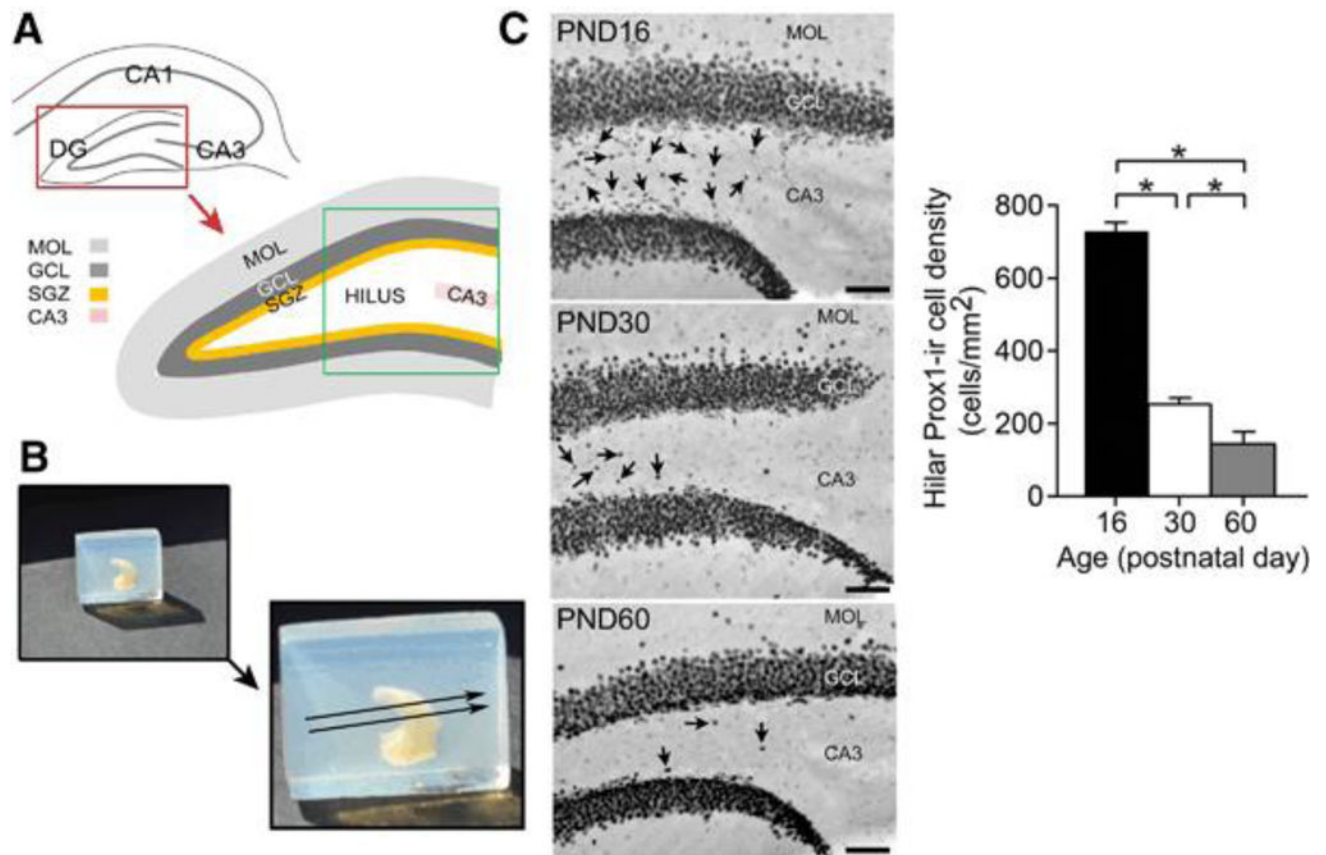 A
CA1
DG
CA3
MOL
GCL
SGZ
CA3
MOL
GCL
SGZ
HILUS
CA3
B
C
PND16
MOL
GCL
CA3
PND30
MOL
GCL
CA3
PND60
MOL
GCL
CA3
*
* *
Hilar Prox1-ir cell density
(cells/mm2)
800
600
400
200
0
16 30 60
Age (postnatal day)